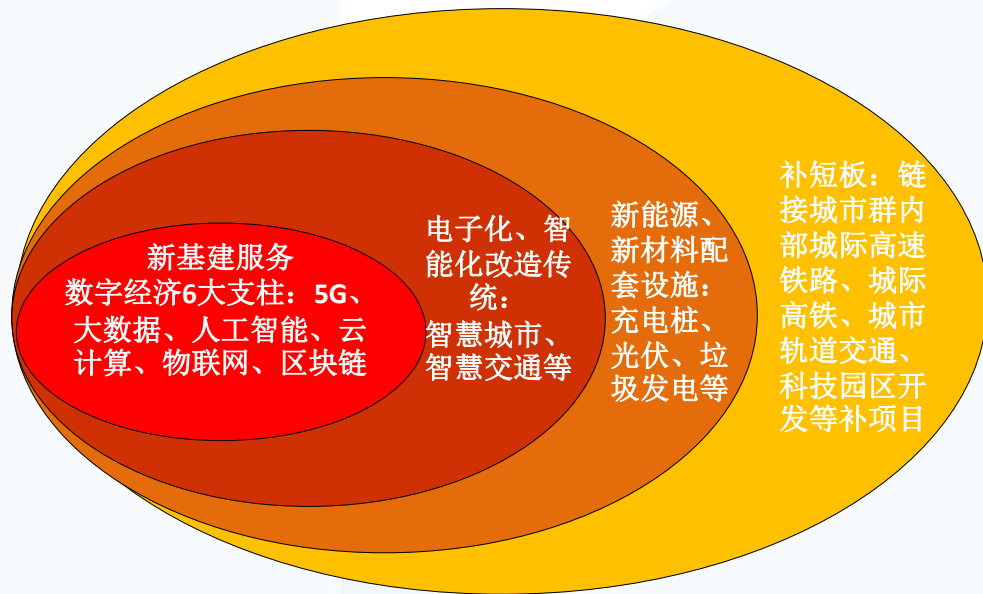 新基建服务
数字经济6大支柱：5G、
大数据、人工智能、云
计算、物联网、区块链
电子化、智
能化改造传
统：
智慧城市、
智慧交通等
新能源、
新材料配
套设施：
充电桩、
光伏、垃
圾发电等
补短板：链
接城市群内
部城际高速
铁路、城际
高铁、城市
轨道交通、
科技园区开
发等补项目